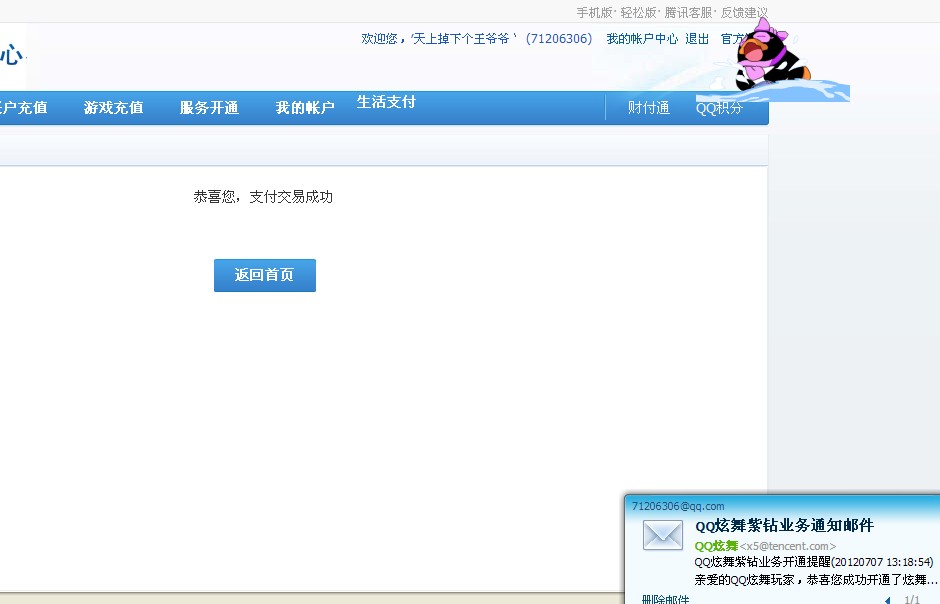 手机版· 轻松版· 腾讯客服· 反馈建议
心
欢迎您，‘天上掉下个王爷爷‘ (71206306) 我的帐户中心 退出 官方
户充值 游戏充值 服务开通 我的帐户 生活支付 财付通 QQ积分
恭喜您，支付交易成功
返回首页
71206306@qq.com
QQ炫舞紫钻业务通知邮件
QQ炫舞<x5@tencent.com>
QQ炫舞紫钻业务开通提醒(20120707 13:18:54)
亲爱的QQ炫舞玩家，恭喜您成功开通了炫舞...
删除邮件 1/1